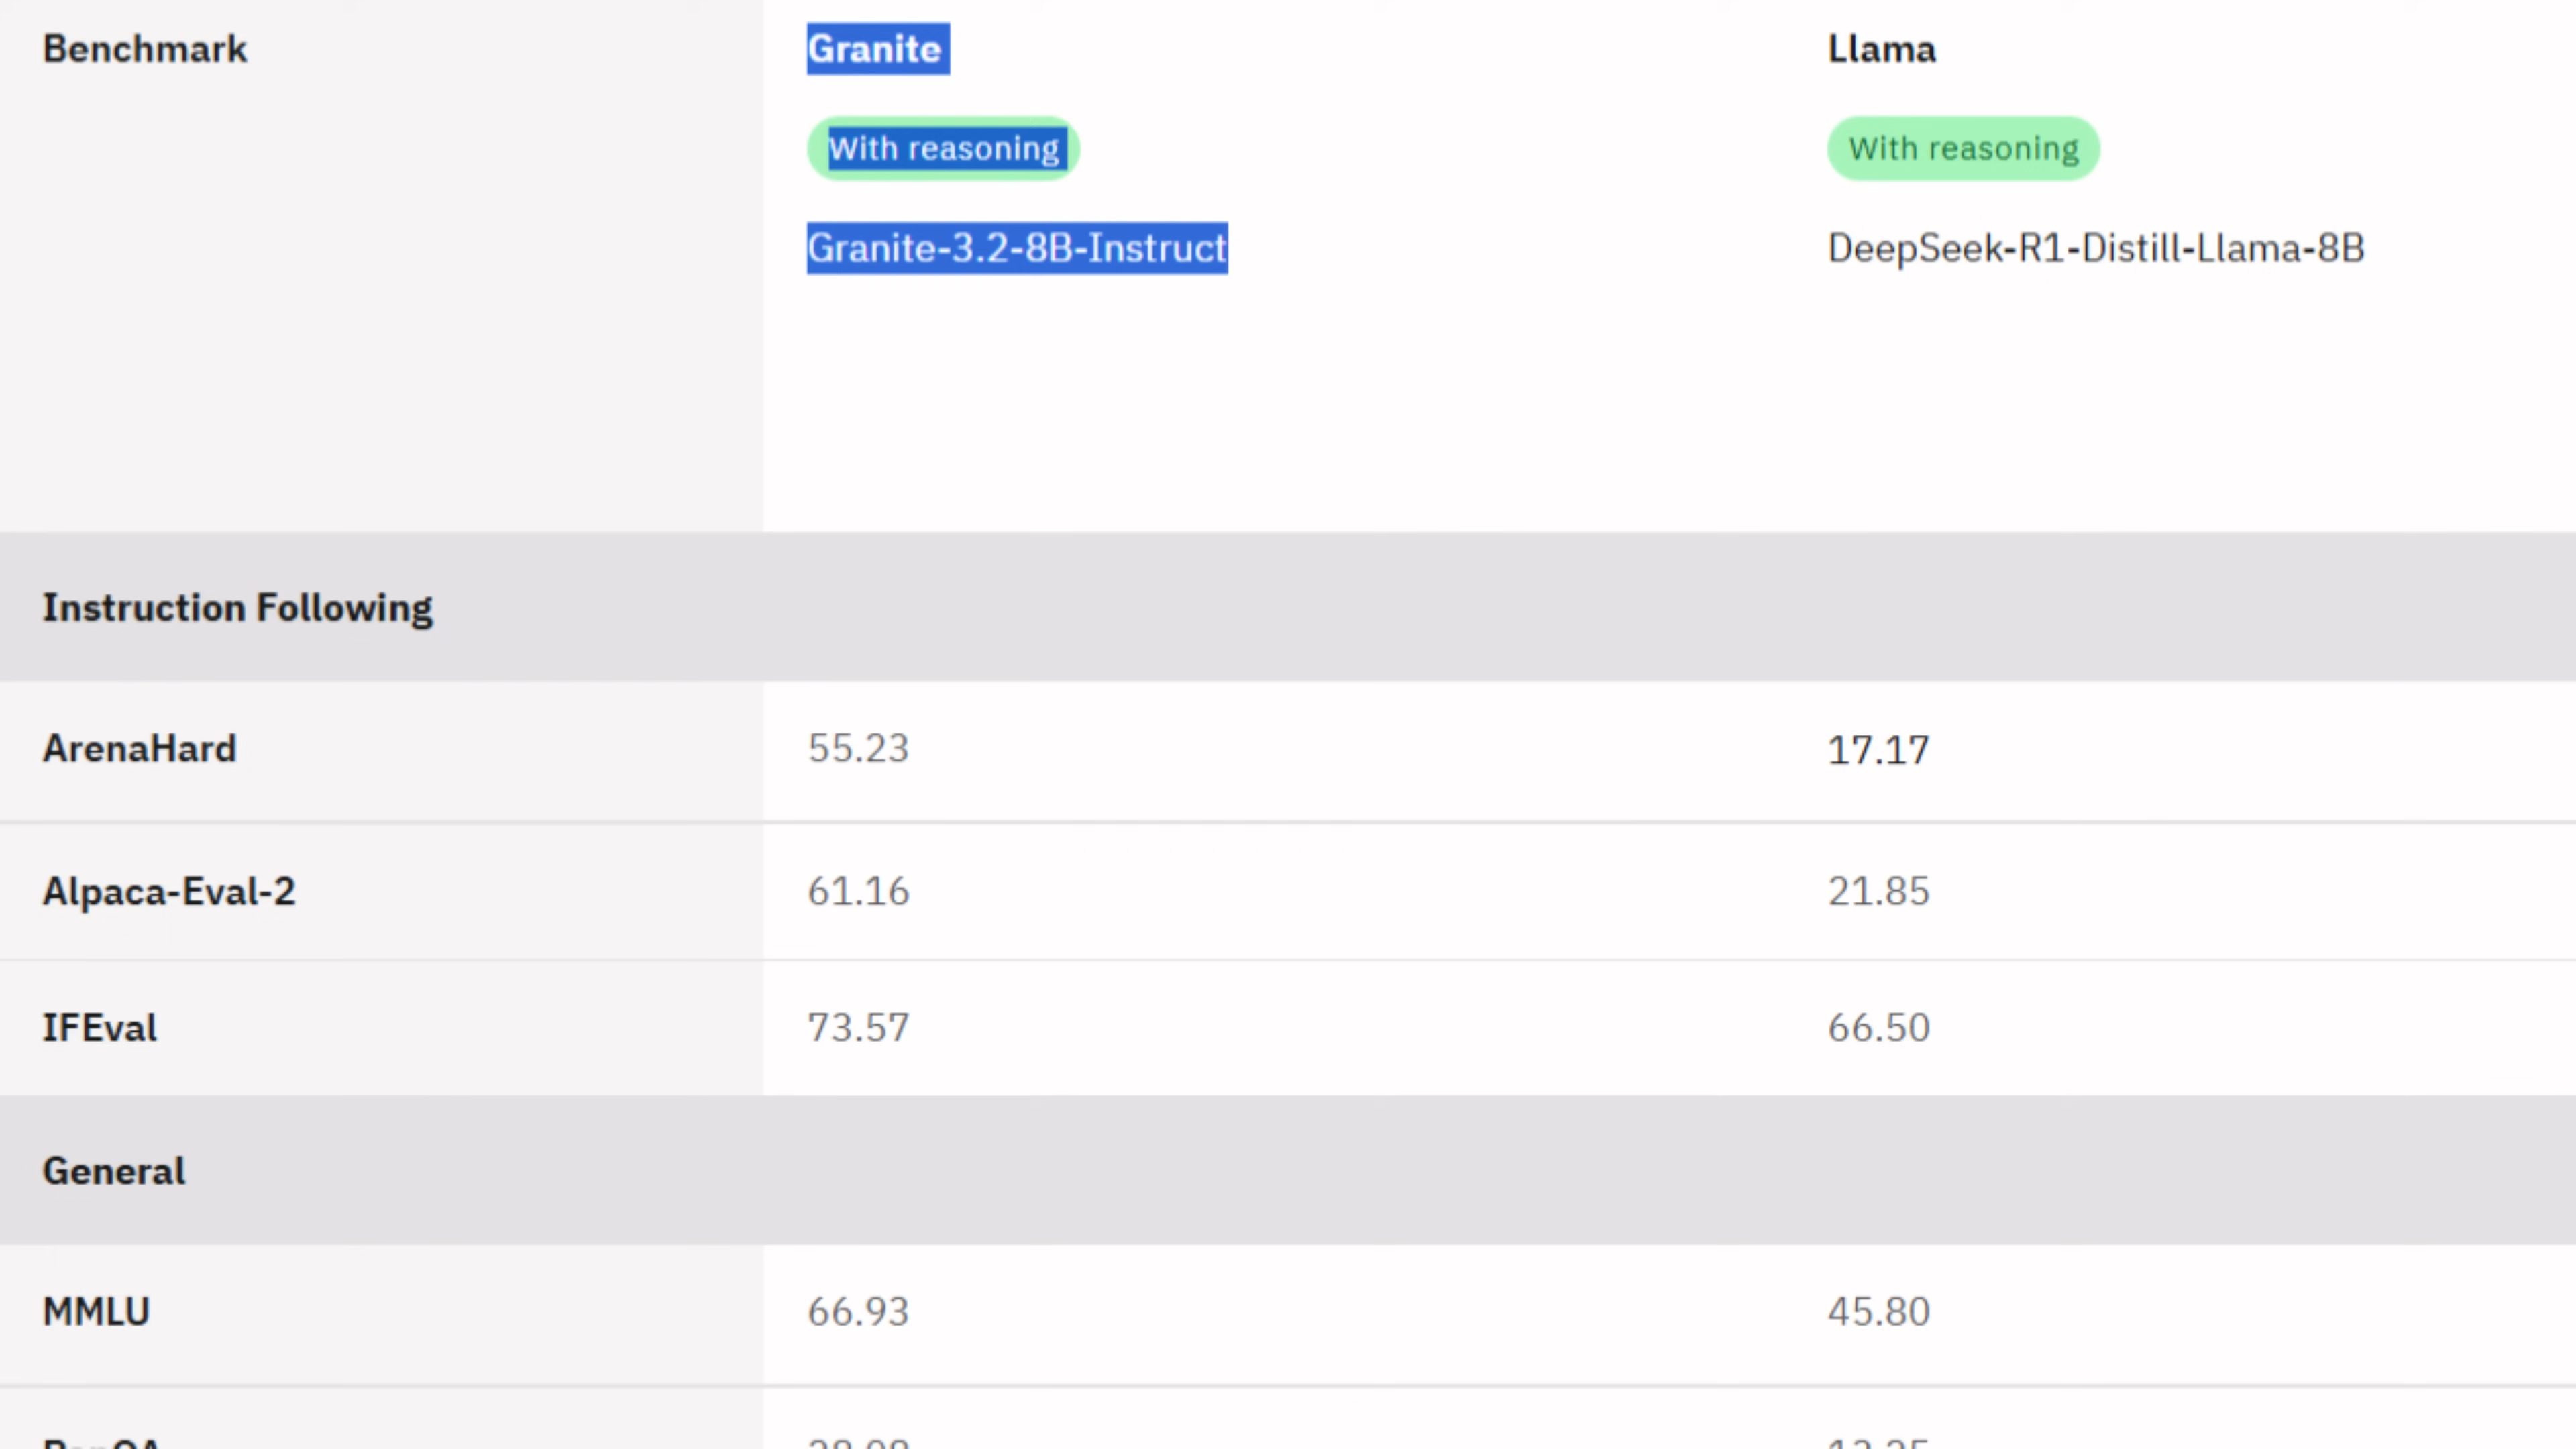 Benchmark Granite Llama
With reasoning With reasoning
Granite-3.2-8B-Instruct DeepSeek-R1-Distill-Llama-8B
Instruction Following
ArenaHard 55.23 17.17
Alpaca-Eval-2 61.16 21.85
IFEval 73.57 66.50
General
MMLU 66.93 45.80